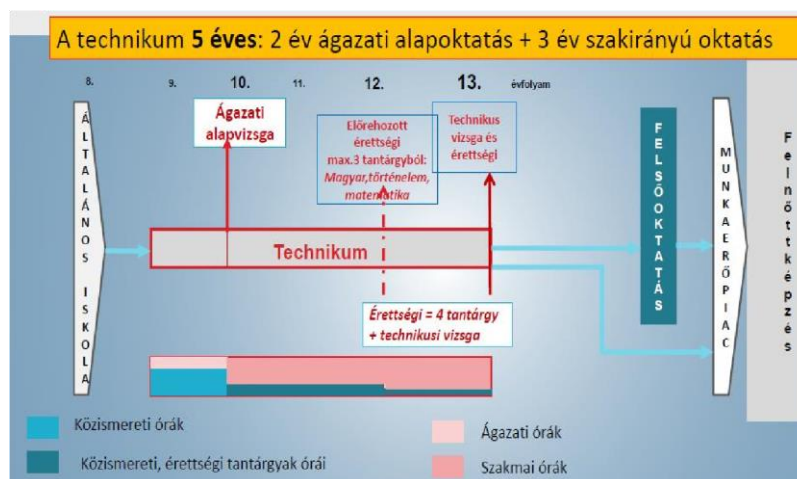 A technikum 5 éves: 2 év ágazati alapoktatás + 3 év szakirányú oktatás
8.
9.
10.
11.
12.
13.
évfolyam
ÁLTALÁNOS ISKOLA
Ágazati
alapvizsga
Előrehozott
érettségi
max.3 tantárgyból:
Magyar,történelem,
matematika
Technikus
vizsga és
érettségi
Technikum
Érettségi = 4 tantárgy
+ technikusi vizsga
FELSŐOKTATÁS
MUNKAERŐPIAC
Felnőttképzés
Közismereti órák
Közismereti, érettségi tantárgyak órái
Ágazati órák
Szakmai órák